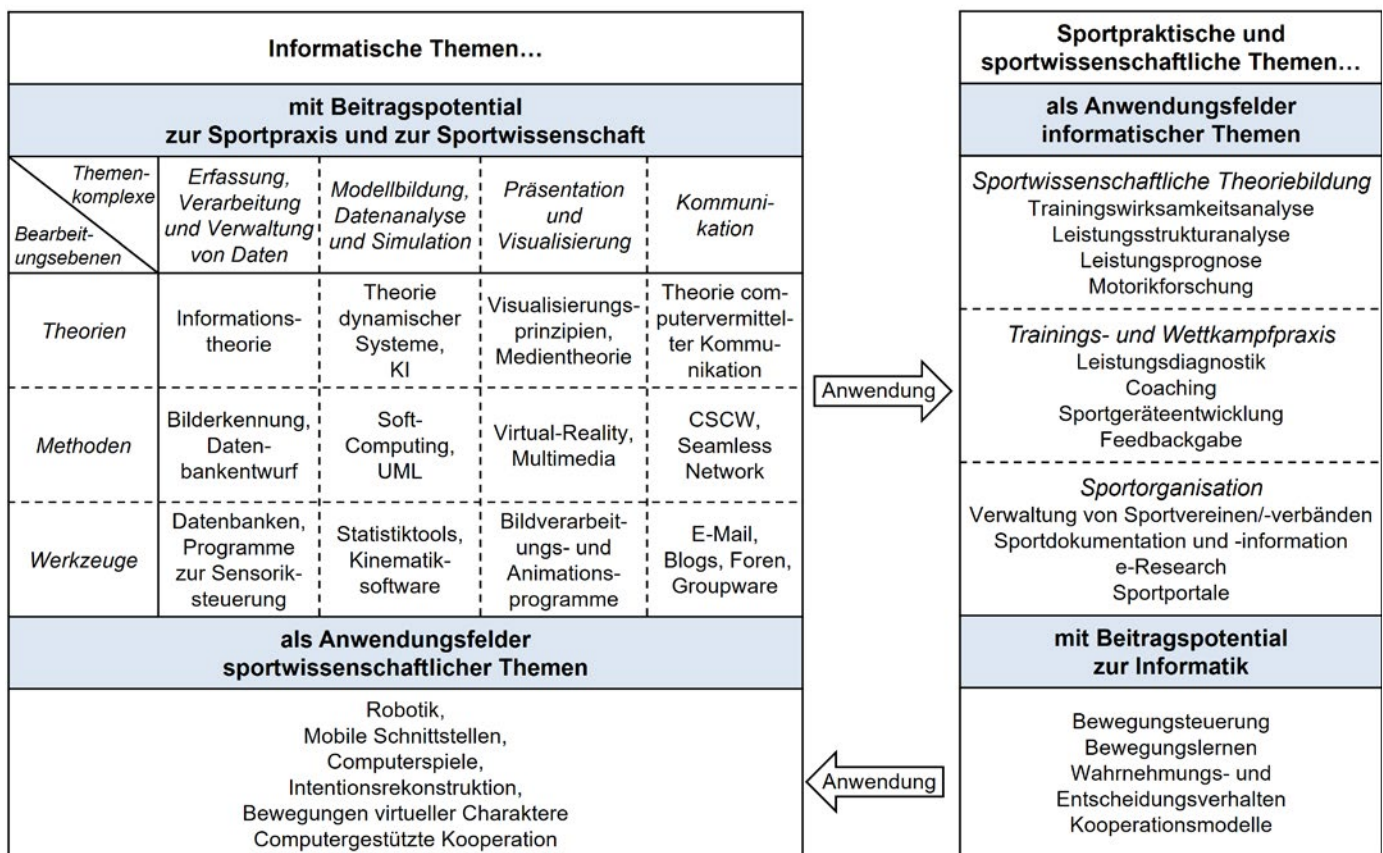 Informatische Themen…
mit Beitragspotential
zur Sportpraxis und zur Sportwissenschaft
Themen-
komplexe
Bearbeit-
ungsebenen
Erfassung,
Verarbeitung
und Verwaltung
von Daten
Modellbildung,
Datenanalyse
und Simulation
Präsentation
und
Visualisierung
Kommuni-
kation
Theorien
Informations-
theorie
Theorie
dynamischer
Systeme,
KI
Visualisierungs-
prinzipien,
Medientheorie
Theorie com-
putervermittel-
ter Kommu-
nikation
Methoden
Bilderkennung,
Daten-
bankentwurf
Soft-
Computing,
UML
Virtual-Reality,
Multimedia
CSCW,
Seamless
Network
Werkzeuge
Datenbanken,
Programme
zur Sensorik-
steuerung
Statistiktools,
Kinematik-
software
Bildverarbeit-
ungs- und
Animations-
programme
E-Mail,
Blogs, Foren,
Groupware
als Anwendungsfelder
sportwissenschaftlicher Themen
Robotik,
Mobile Schnittstellen,
Computerspiele,
Intentionsrekonstruktion,
Bewegungen virtueller Charaktere
Computergestützte Kooperation
Anwendung
Anwendung
Sportpraktische und
sportwissenschaftliche Themen…
als Anwendungsfelder
informatischer Themen
Sportwissenschaftliche Theoriebildung
Trainingswirksamkeitsanalyse
Leistungsstrukturanalyse
Leistungsprognose
Motorikforschung
Trainings- und Wettkampfpraxis
Leistungsdiagnostik
Coaching
Sportgeräteentwicklung
Feedbackgabe
Sportorganisation
Verwaltung von Sportvereinen/-verbänden
Sportdokumentation und -information
e-Research
Sportportale
mit Beitragspotential
zur Informatik
Bewegungsteuerung
Bewegungslernen
Wahrnehmungs- und
Entscheidungsverhalten
Kooperationsmodelle